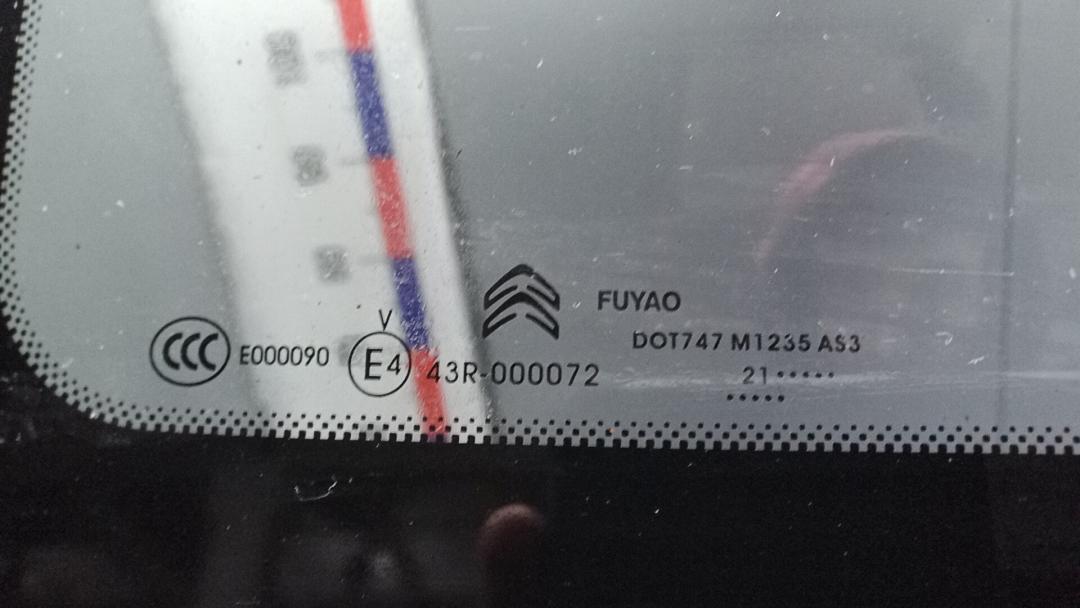 FUYAO
DOT747 M1235 AS3
21•••••
•••••
CCC E000090 V E4 43R-000072